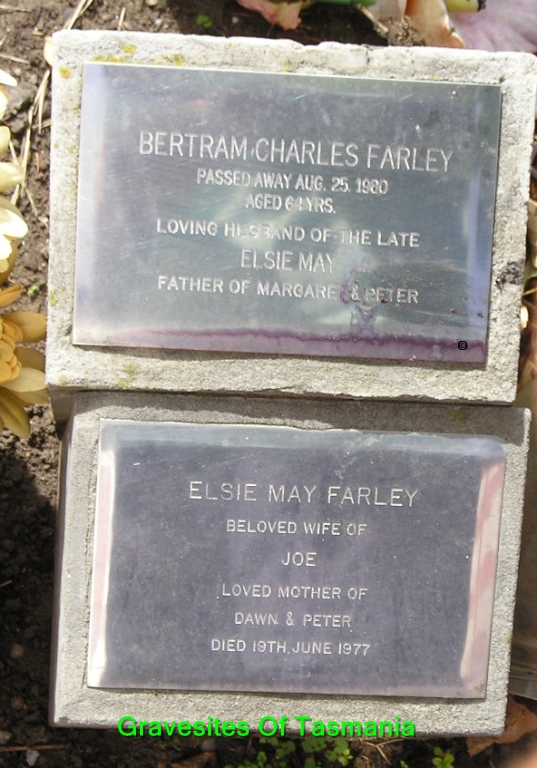 BERTRAM CHARLES FARLEY
PASSED AWAY AUG. 25. 1980
AGED 64 YRS.
LOVING HUSBAND OF THE LATE
ELSIE MAY
FATHER OF MARGARET & PETER
ELSIE MAY FARLEY
BELOVED WIFE OF
JOE
LOVED MOTHER OF
DAWN & PETER
DIED 19TH JUNE 1977
Gravesites Of Tasmania